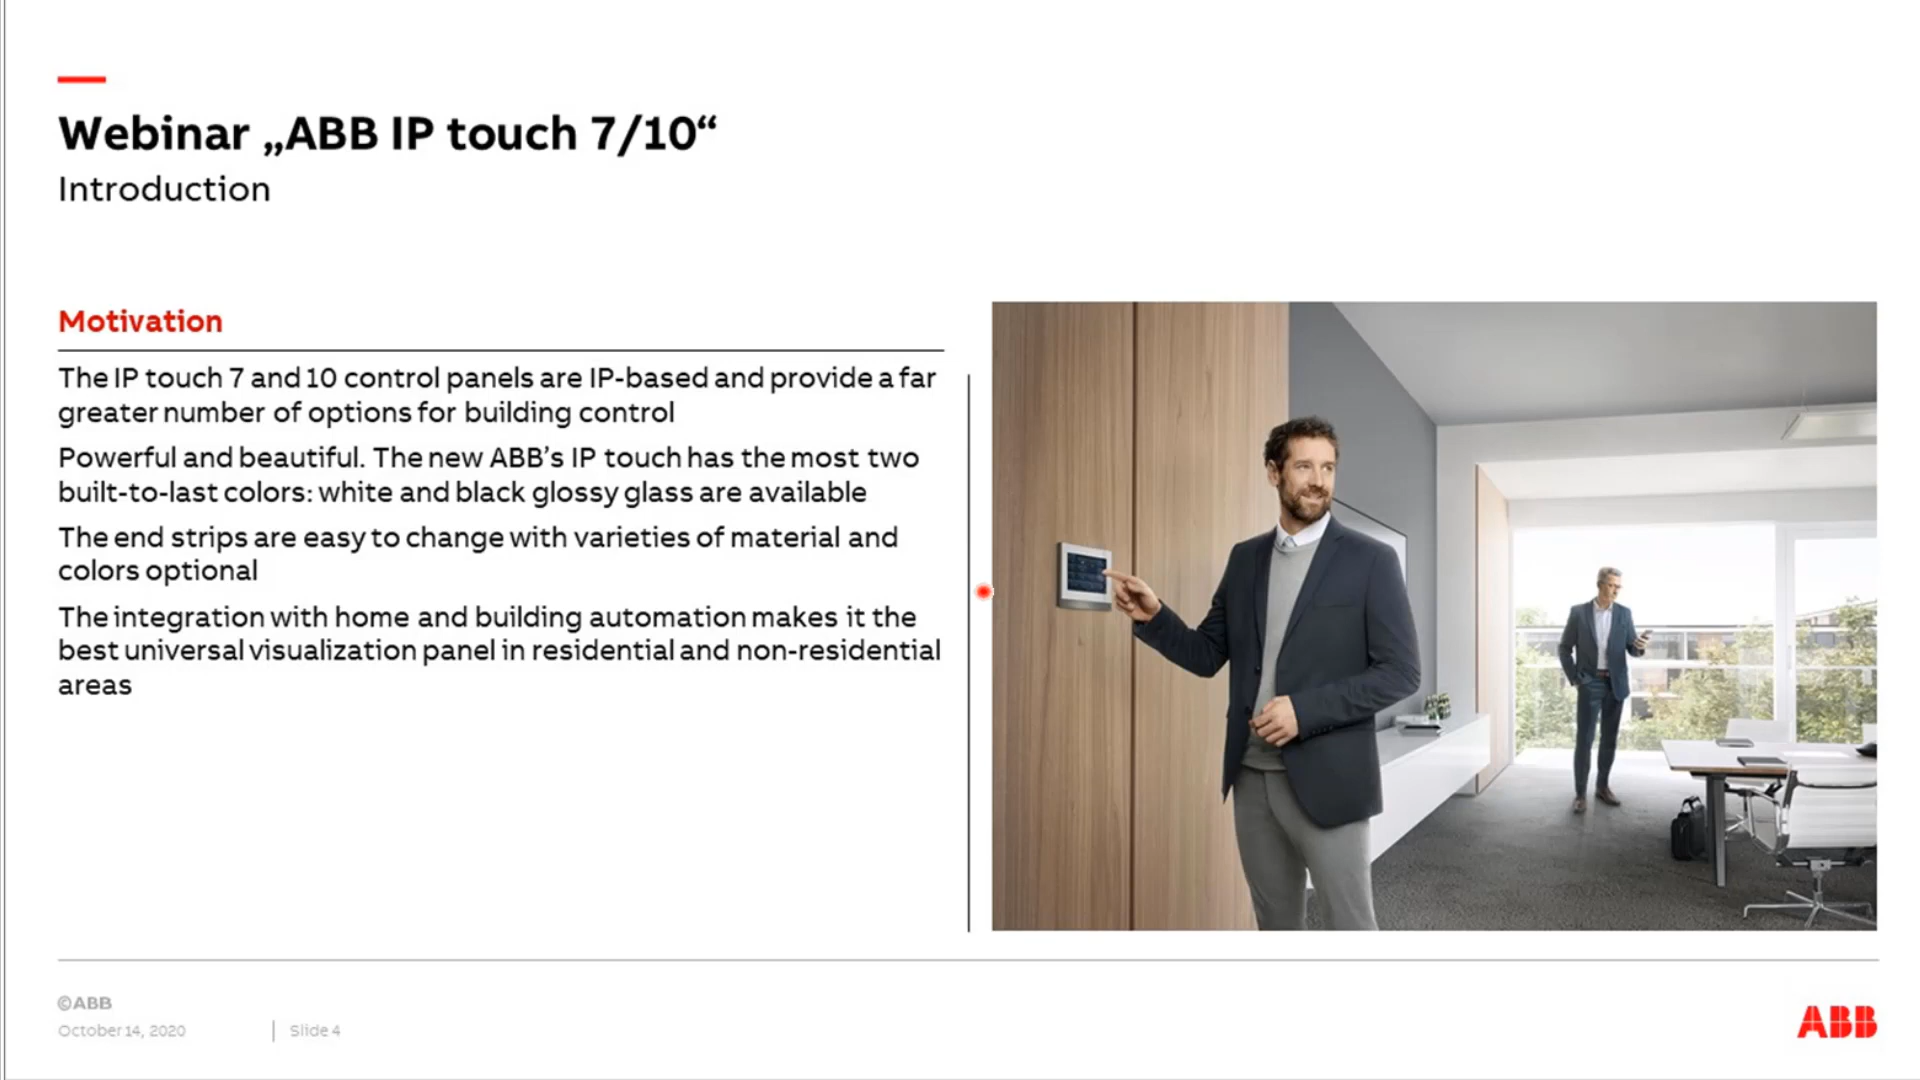 Webinar „ABB IP touch 7/10“
Introduction
Motivation
The IP touch 7 and 10 control panels are IP-based and provide a far
greater number of options for building control
Powerful and beautiful. The new ABB’s IP touch has the most two
built-to-last colors: white and black glossy glass are available
The end strips are easy to change with varieties of material and
colors optional
The integration with home and building automation makes it the
best universal visualization panel in residential and non-residential
areas
©ABB
October 14, 2020
Slide 4
ABB